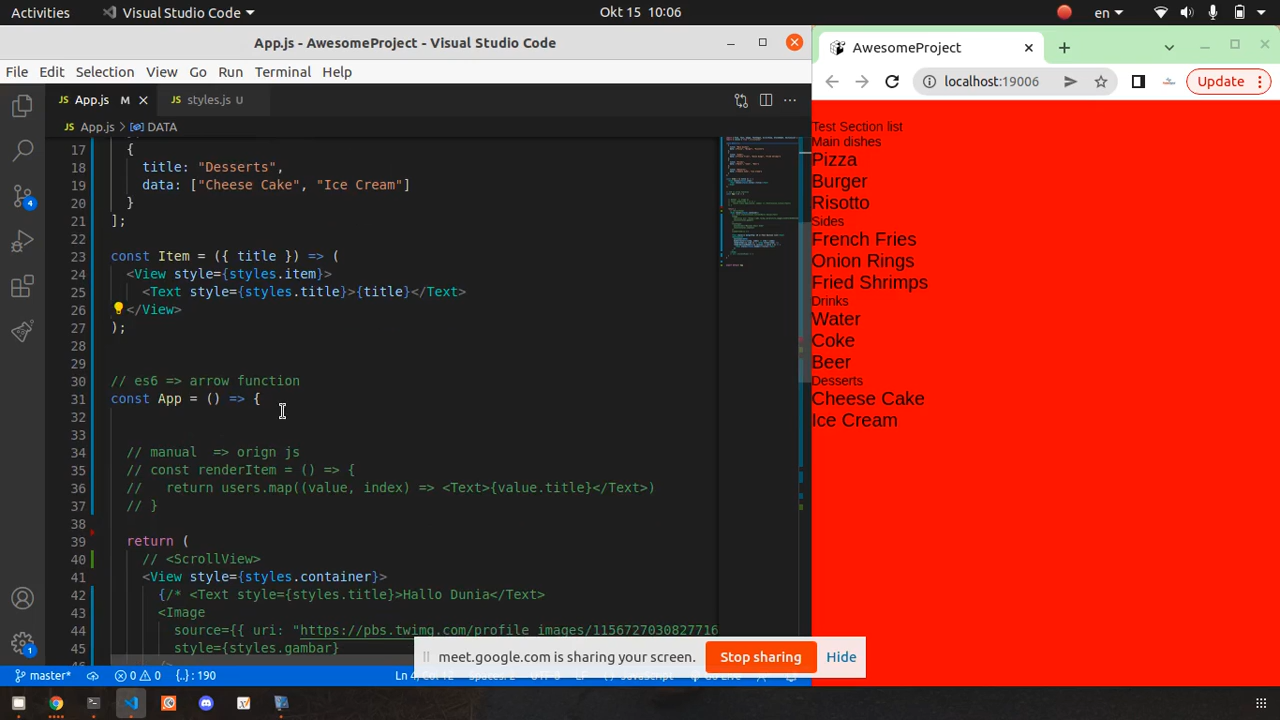 Activities
Visual Studio Code
Okt 15 10:06
en
App.js - AwesomeProject - Visual Studio Code
File Edit Selection View Go Run Terminal Help
JS App.js M
JS styles.js U
JS App.js > DATA
17 {
18 title: "Desserts",
19 data: ["Cheese Cake", "Ice Cream"]
20 }
21 ];
22
23 const Item = ({ title }) => (
24 <View style={styles.item}>
25 <Text style={styles.title}>{title}</Text>
26 </View>
27 );
28
29
30 // es6 => arrow function
31 const App = () => {
32
33
34 // manual => orign js
35 // const renderItem = () => {
36 // return users.map((value, index) => <Text>{value.title}</Text>)
37 // }
38
39 return (
40 // <ScrollView>
41 <View style={styles.container}>
42 {/* <Text style={styles.title}>Hallo Dunia</Text>
43 <Image
44 source={{ uri: "https://pbs.twimg.com/profile_images/1156727030827716
45 style={styles.gambar}
4
1
master*
0 0
{..} : 190
meet.google.com is sharing your screen.
Stop sharing
Hide
AwesomeProject
localhost:19006
Update
Test Section list
Main dishes
Pizza
Burger
Risotto
Sides
French Fries
Onion Rings
Fried Shrimps
Drinks
Water
Coke
Beer
Desserts
Cheese Cake
Ice Cream